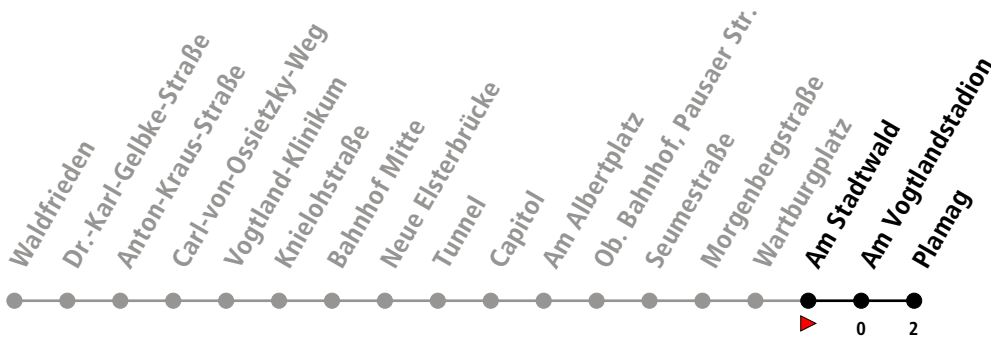 Waldfrieden
Dr.-Karl-Gelbke-Straße
Anton-Kraus-Straße
Carl-von-Ossietzky-Weg
Vogtland-Klinikum
Knielohstraße
Bahnhof Mitte
Neue Elsterbrücke
Tunnel
Capitol
Am Albertplatz
Ob. Bahnhof, Pausaer Str.
Seumestraße
Morgenbergstraße
Wartburgplatz
Am Stadtwald
Am Vogtlandstadion
Plamag
0 2